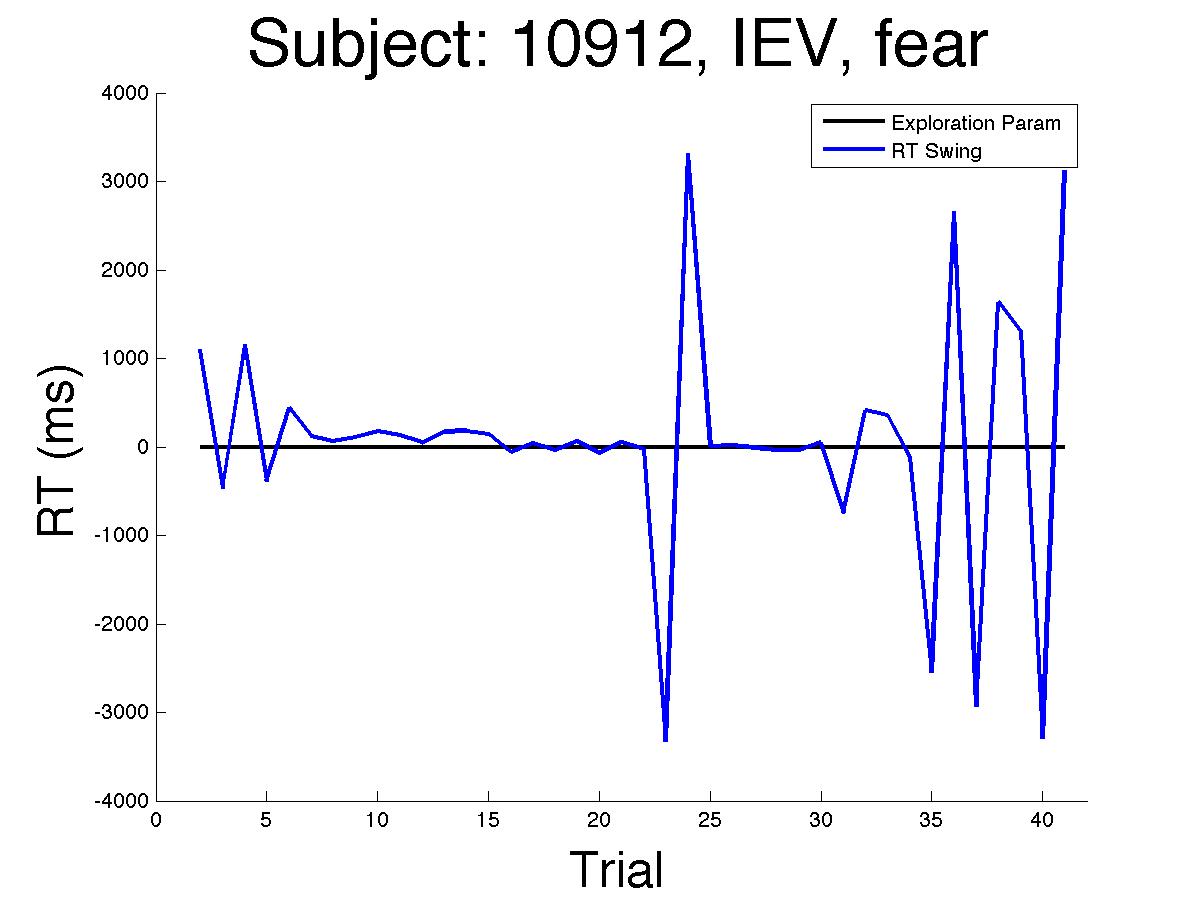 Subject: 10912, IEV, fear
4000
3000
2000
1000
0
-1000
-2000
-3000
-4000
RT (ms)
Exploration Param
RT Swing
0 5 10 15 20 25 30 35 40
Trial